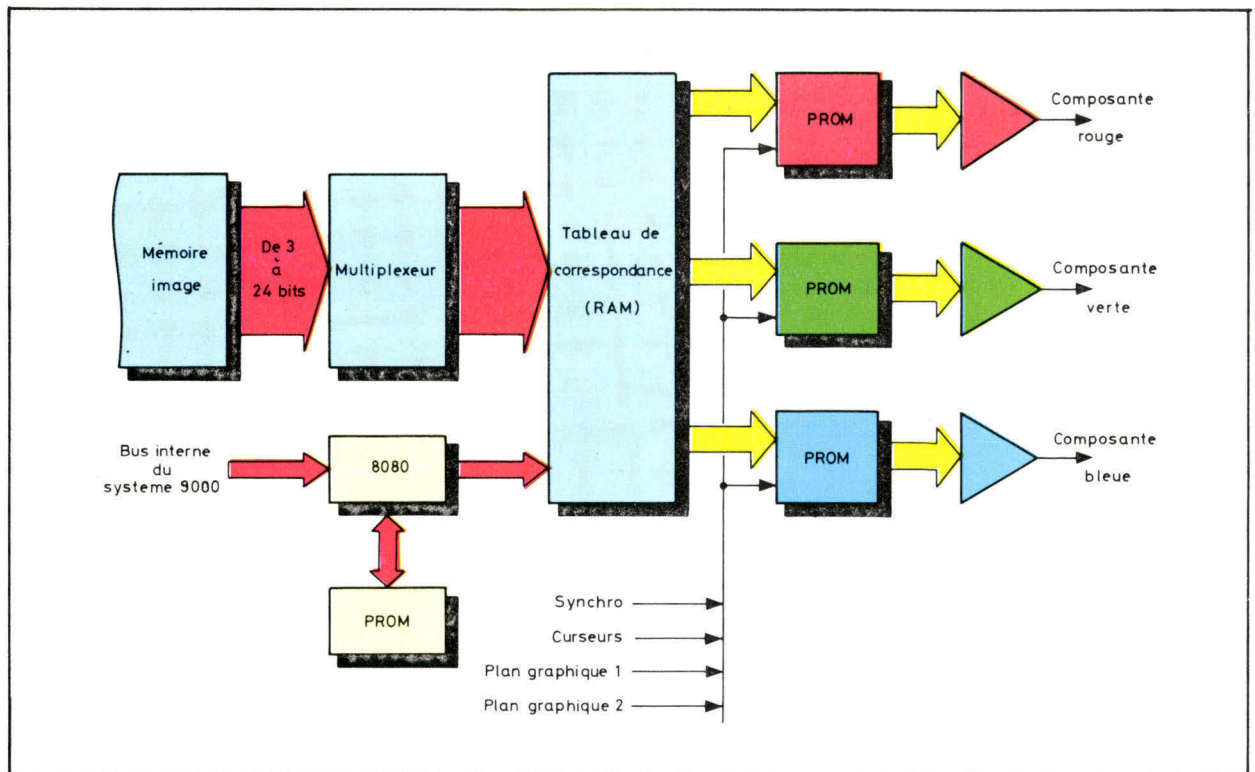 Mémoire
image
De 3
à
24 bits
Multiplexeur
Tableau de
correspondance
(RAM)
PROM
Composante
rouge
PROM
Composante
verte
PROM
Composante
bleue
Bus interne
du
systeme 9000
8080
PROM
Synchro
Curseurs
Plan graphique 1
Plan graphique 2